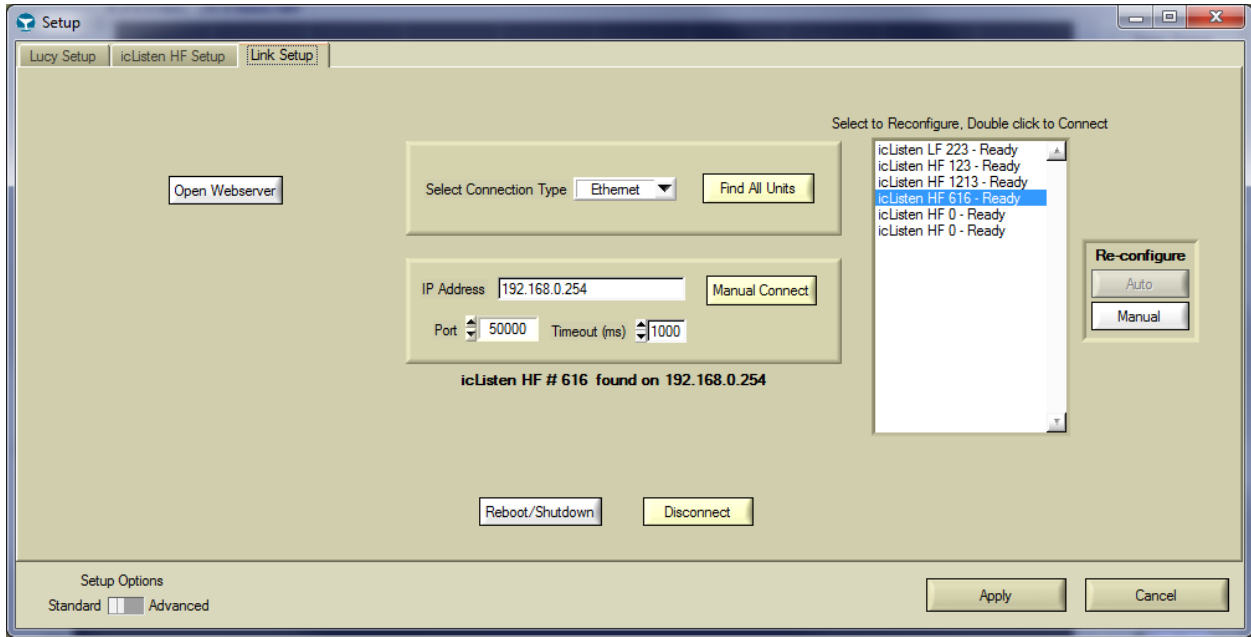 Setup
Lucy Setup
icListen HF Setup
Link Setup
Select to Reconfigure, Double click to Connect
Open Webserver
Select Connection Type
Ethernet
Find All Units
icListen LF 223 - Ready
icListen HF 123 - Ready
icListen HF 1213 - Ready
icListen HF 616 - Ready
icListen HF 0 - Ready
icListen HF 0 - Ready
Re-configure
Auto
Manual
IP Address
192.168.0.254
Manual Connect
Port
50000
Timeout (ms)
1000
icListen HF # 616 found on 192.168.0.254
Reboot/Shutdown
Disconnect
Setup Options
Standard
Advanced
Apply
Cancel